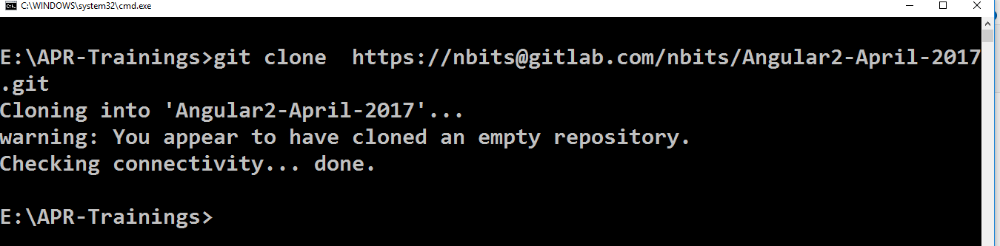 C:\WINDOWS\system32\cmd.exe
E:\APR-Trainings>git clone  https://nbits@gitlab.com/nbits/Angular2-April-2017
.git
Cloning into 'Angular2-April-2017'...
warning: You appear to have cloned an empty repository.
Checking connectivity... done.
E:\APR-Trainings>